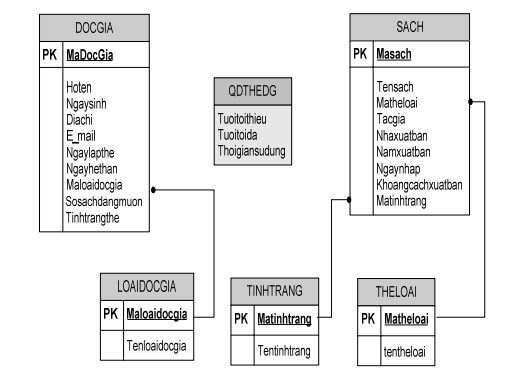 DOCGIA
PK MaDocGia
Hoten
Ngaysinh
Diachi
E_mail
Ngaylapthe
Ngayhethan
Maloaidocgia
Sosachdangmuon
Tinhtrangthe
QDTHEDG
Tuoitoithieu
Tuoitoida
Thoigiansudung
SACH
PK Masach
Tensach
Matheloai
Tacgia
Nhaxuatban
Namxuatban
Ngaynhap
Khoangcachxuatban
Matinhtrang
LOAIDOCGIA
PK Maloaidocgia
Tenloaidocgia
TINHTRANG
PK Matinhtrang
Tentinhtrang
THELOAI
PK Matheloai
tentheloai